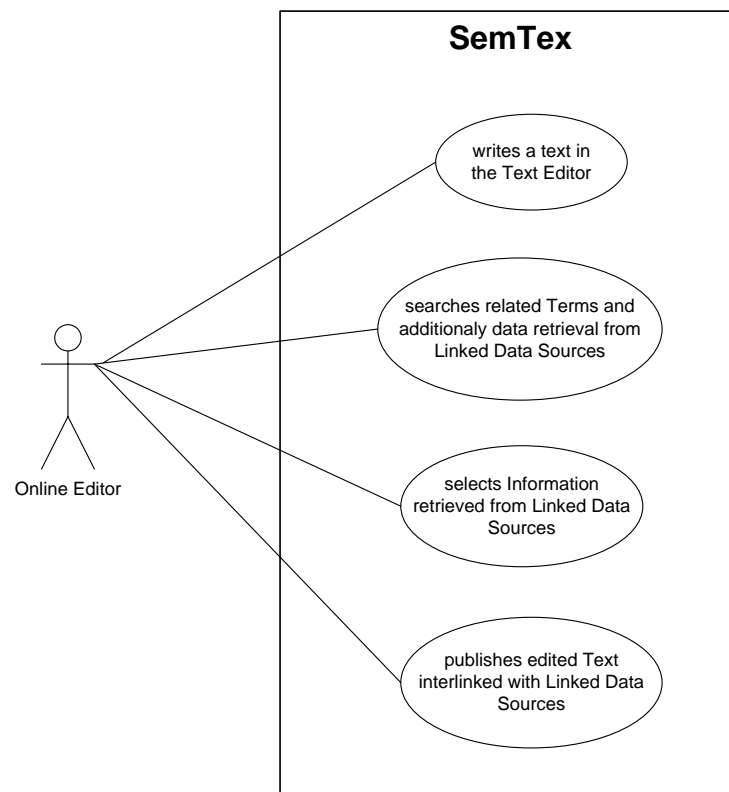 SemTex
writes a text in
the Text Editor
searches related Terms and
additionaly data retrieval from
Linked Data Sources
Online Editor
selects Information
retrieved from Linked Data
Sources
publishes edited Text
interlinked with Linked Data
Sources